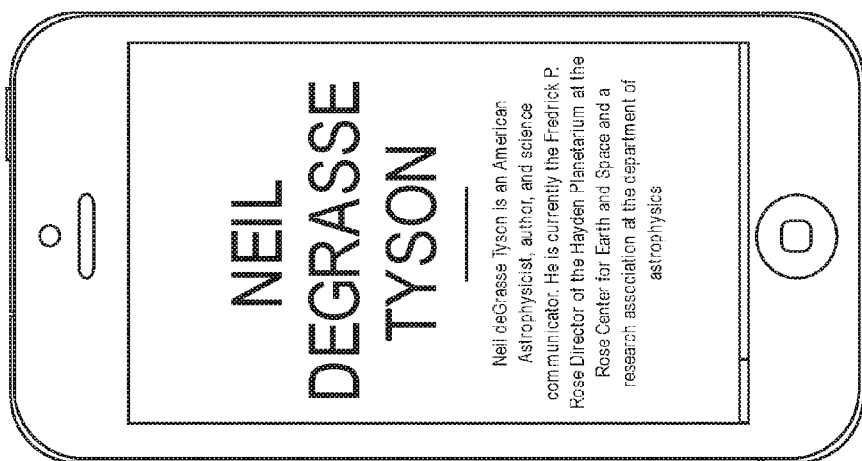 NEIL
DEGRASSE
TYSON
Neil deGrasse Tyson is an American
Astrophysicist, author, and science
communicator. He is currently the Fredrick P.
Rose Director of the Hayden Planetarium at the
Rose Center for Earth and Space and a
research association at the department of
astrophysics